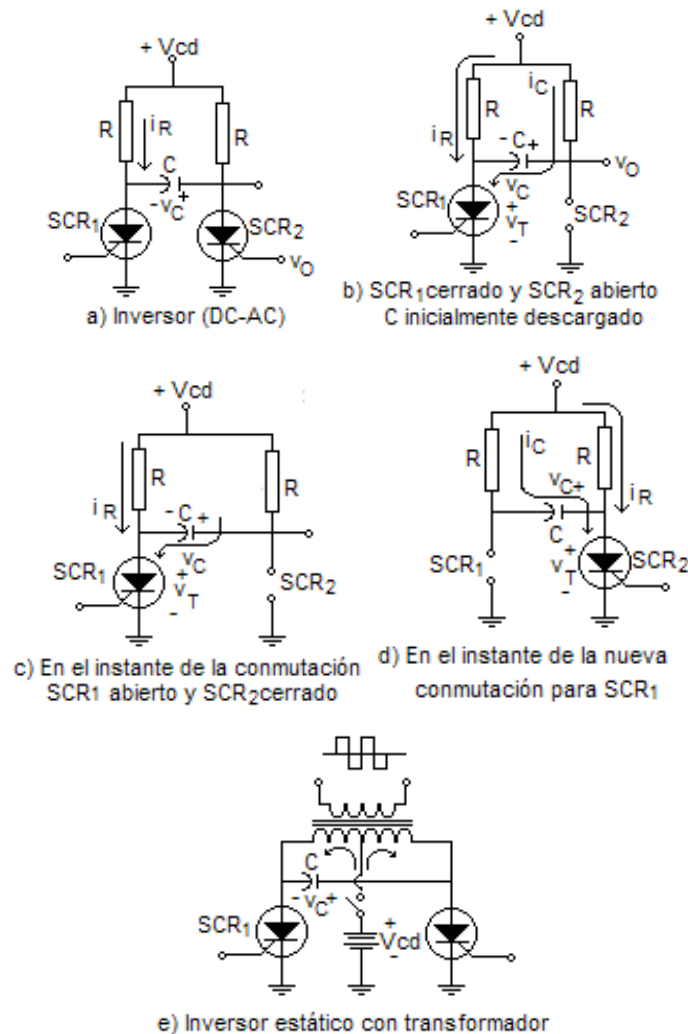 + Vcd
R
iR
R
C
- vC +
SCR1
SCR2
vO
a) Inversor (DC-AC)
+ Vcd
iC
R
R
iR
- C+
vO
SCR1
vC
+
vT
-
SCR2
b) SCR1cerrado y SCR2 abierto
C inicialmente descargado
+ Vcd
R
R
iR
- C+
SCR1
vC
+
vT
-
SCR2
c) En el instante de la conmutación
SCR1 abierto y SCR2cerrado
+ Vcd
R
iC
R
vC+
iR
SCR1
C
+
vT
-
SCR2
d) En el instante de la nueva
conmutación para SCR1
C
- vC +
SCR1
+
Vcd
-
e) Inversor estático con transformador